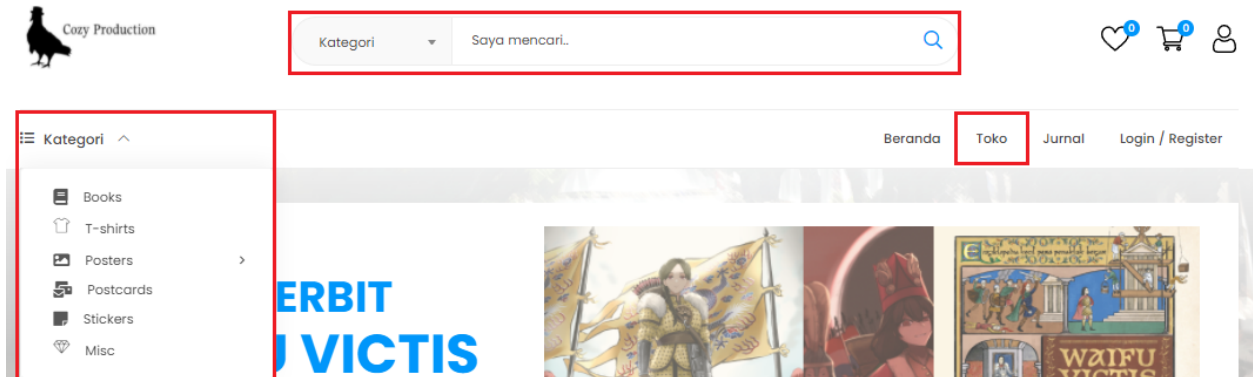 Cozy Production
Kategori
Saya mencari..
0
0
Kategori
Beranda
Toko
Jurnal
Login / Register
Books
T-shirts
Posters
Postcards
Stickers
Misc
ERBIT
U VICTIS
WAIFU
VICTIS